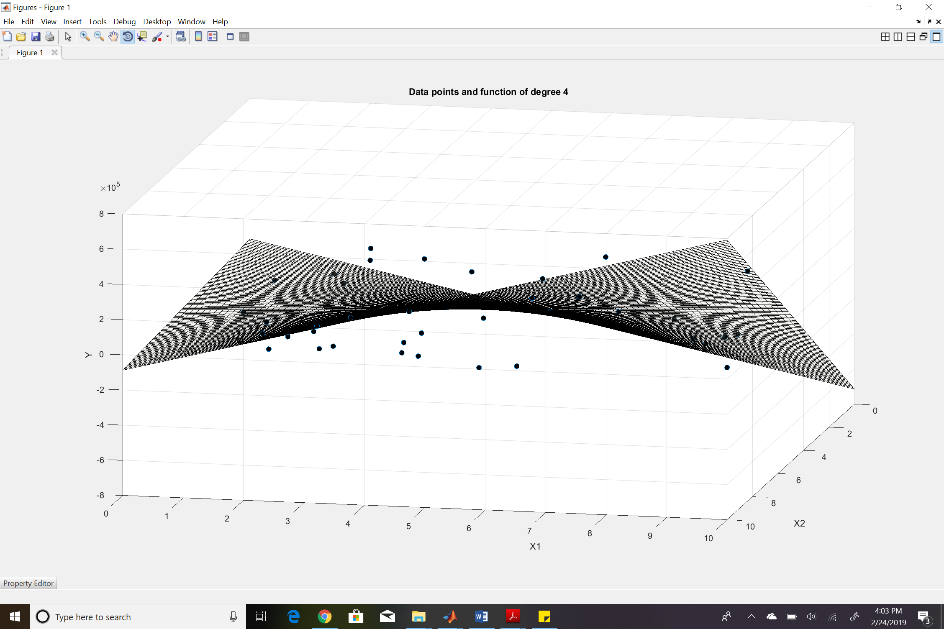 Figures - Figure 1
File Edit View Insert Tools Debug Desktop Window Help
Figure 1
Data points and function of degree 4
×10⁵
8
6
4
2
0
-2
-4
-6
-8
Y
0
1
2
3
4
5
6
7
8
9
10
X1
0
2
4
6
8
10
X2
Property Editor
Type here to search
4:03 PM
2/24/2019
3